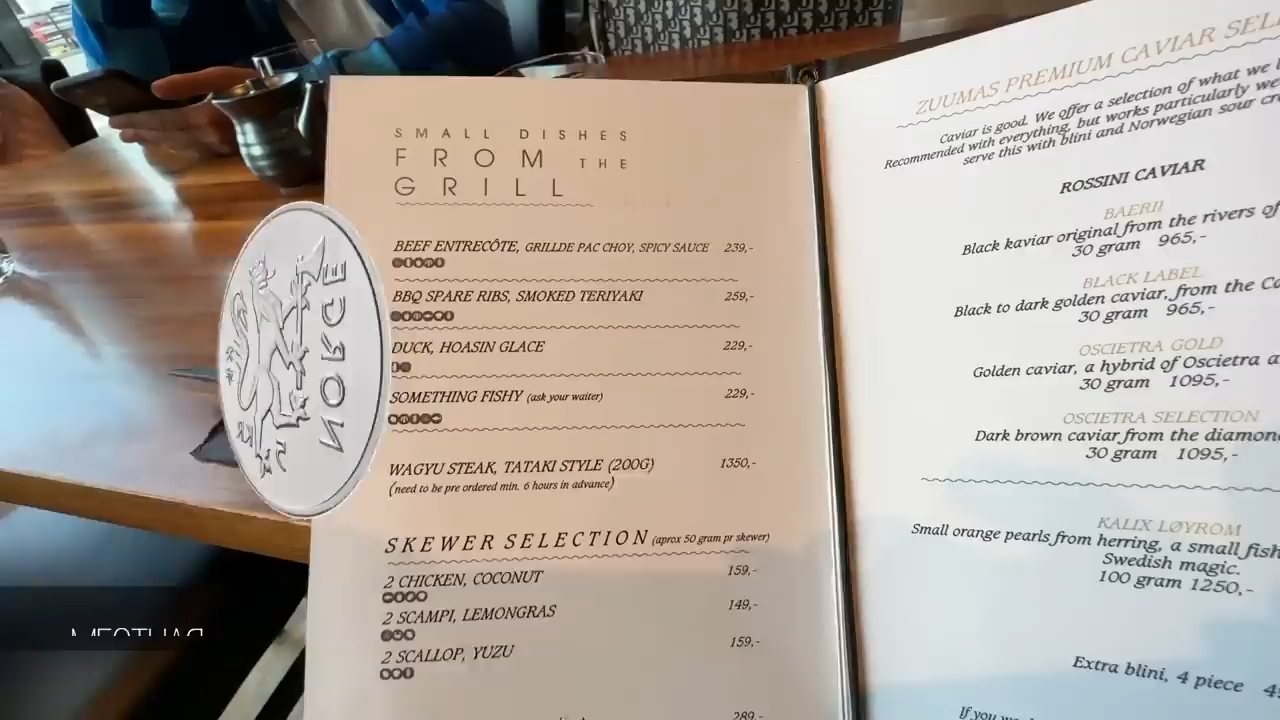 SMALL DISHES
FROM THE
GRILL
BEEF ENTRECÔTE, GRILLDE PAC CHOY, SPICY SAUCE 239,-
BBQ SPARE RIBS, SMOKED TERIYAKI 259,-
DUCK, HOASIN GLACE 229,-
SOMETHING FISHY (ask your waiter) 229,-
WAGYU STEAK, TATAKI STYLE (200G) 1350,-
(need to be pre ordered min. 6 hours in advance)
SKEWER SELECTION (aprox 50 gram pr skewer)
2 CHICKEN, COCONUT 159,-
2 SCAMPI, LEMONGRAS 149,-
2 SCALLOP, YUZU 159,-
289,-
ZUUMAS PREMIUM CAVIAR
Caviar is good. We offer a selection of what we
Recommended with everything, but works particularly
serve this with blini and Norwegian sour
ROSSINI CAVIAR
BAERII
Black kaviar original from the rivers of
30 gram 965,-
BLACK LABEL
Black to dark golden caviar, from the
30 gram 965,-
OSCIETRA GOLD
Golden caviar, a hybrid of Oscietra
30 gram 1095,-
OSCIETRA SELECTION
Dark brown caviar from the
30 gram 1095,-
KALIX LØYROM
Small orange pearls from herring, a small fish
Swedish magic.
100 gram 1250,-
Extra blini, 4 piece
If you
NORGE
5 KR